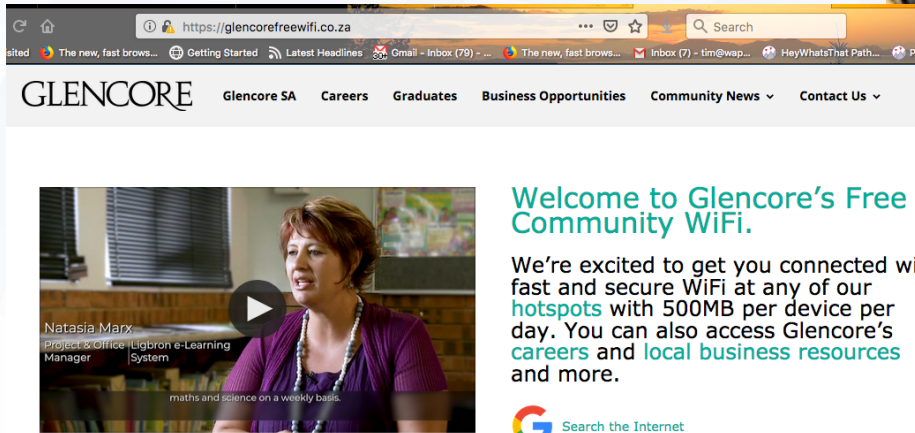 https://glencorefreewifi.co.za
Search
sited The new, fast brows... Getting Started Latest Headlines Gmail - Inbox (79) - ... The new, fast brows... Inbox (7) - tim@wap... HeyWhatsThat Path... P
GLENCORE Glencore SA Careers Graduates Business Opportunities Community News Contact Us
Natasia Marx
Project & Office Manager
Ligbron e-Learning System
maths and science on a weekly basis.
Welcome to Glencore's Free
Community WiFi.
We're excited to get you connected wi
fast and secure WiFi at any of our
hotspots with 500MB per device per
day. You can also access Glencore's
careers and local business resources
and more.
Search the Internet